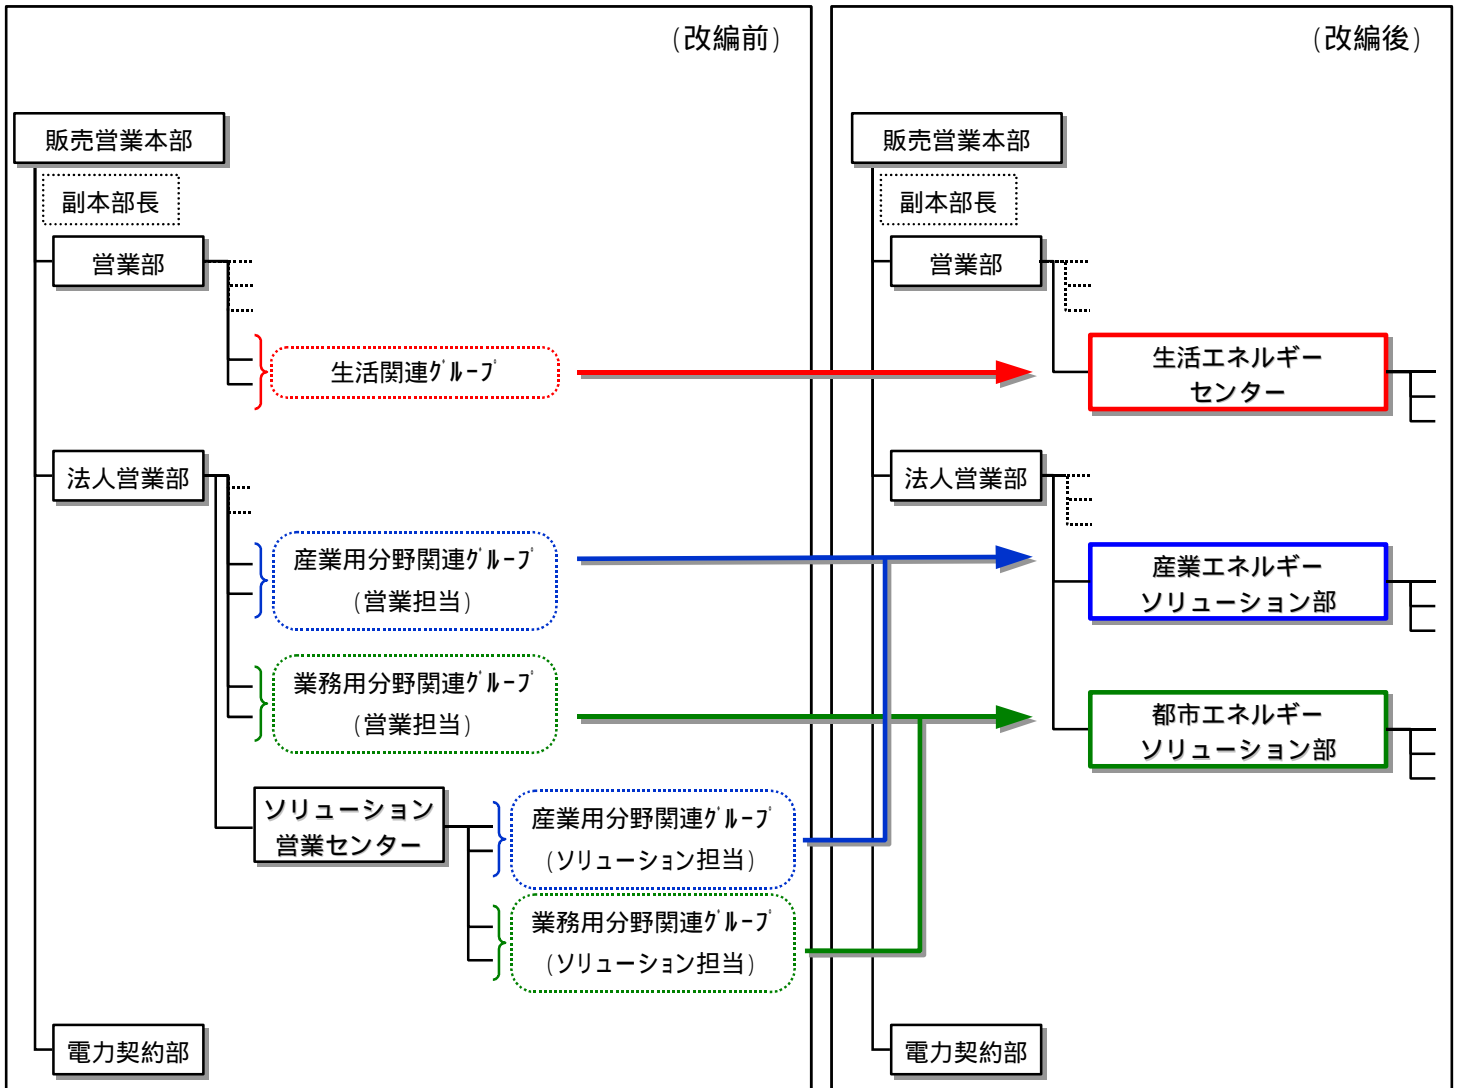 (改編前)
販売営業本部
副本部長
営業部
生活関連ｸﾞﾙｰﾌﾟ
法人営業部
産業用分野関連ｸﾞﾙｰﾌﾟ
(営業担当)
業務用分野関連ｸﾞﾙｰﾌﾟ
(営業担当)
ソリューション
営業センター
産業用分野関連ｸﾞﾙｰﾌﾟ
(ｿﾘｭｰｼｮﾝ担当)
業務用分野関連ｸﾞﾙｰﾌﾟ
(ｿﾘｭｰｼｮﾝ担当)
電力契約部
(改編後)
販売営業本部
副本部長
営業部
生活エネルギー
センター
法人営業部
産業エネルギー
ソリューション部
都市エネルギー
ソリューション部
電力契約部